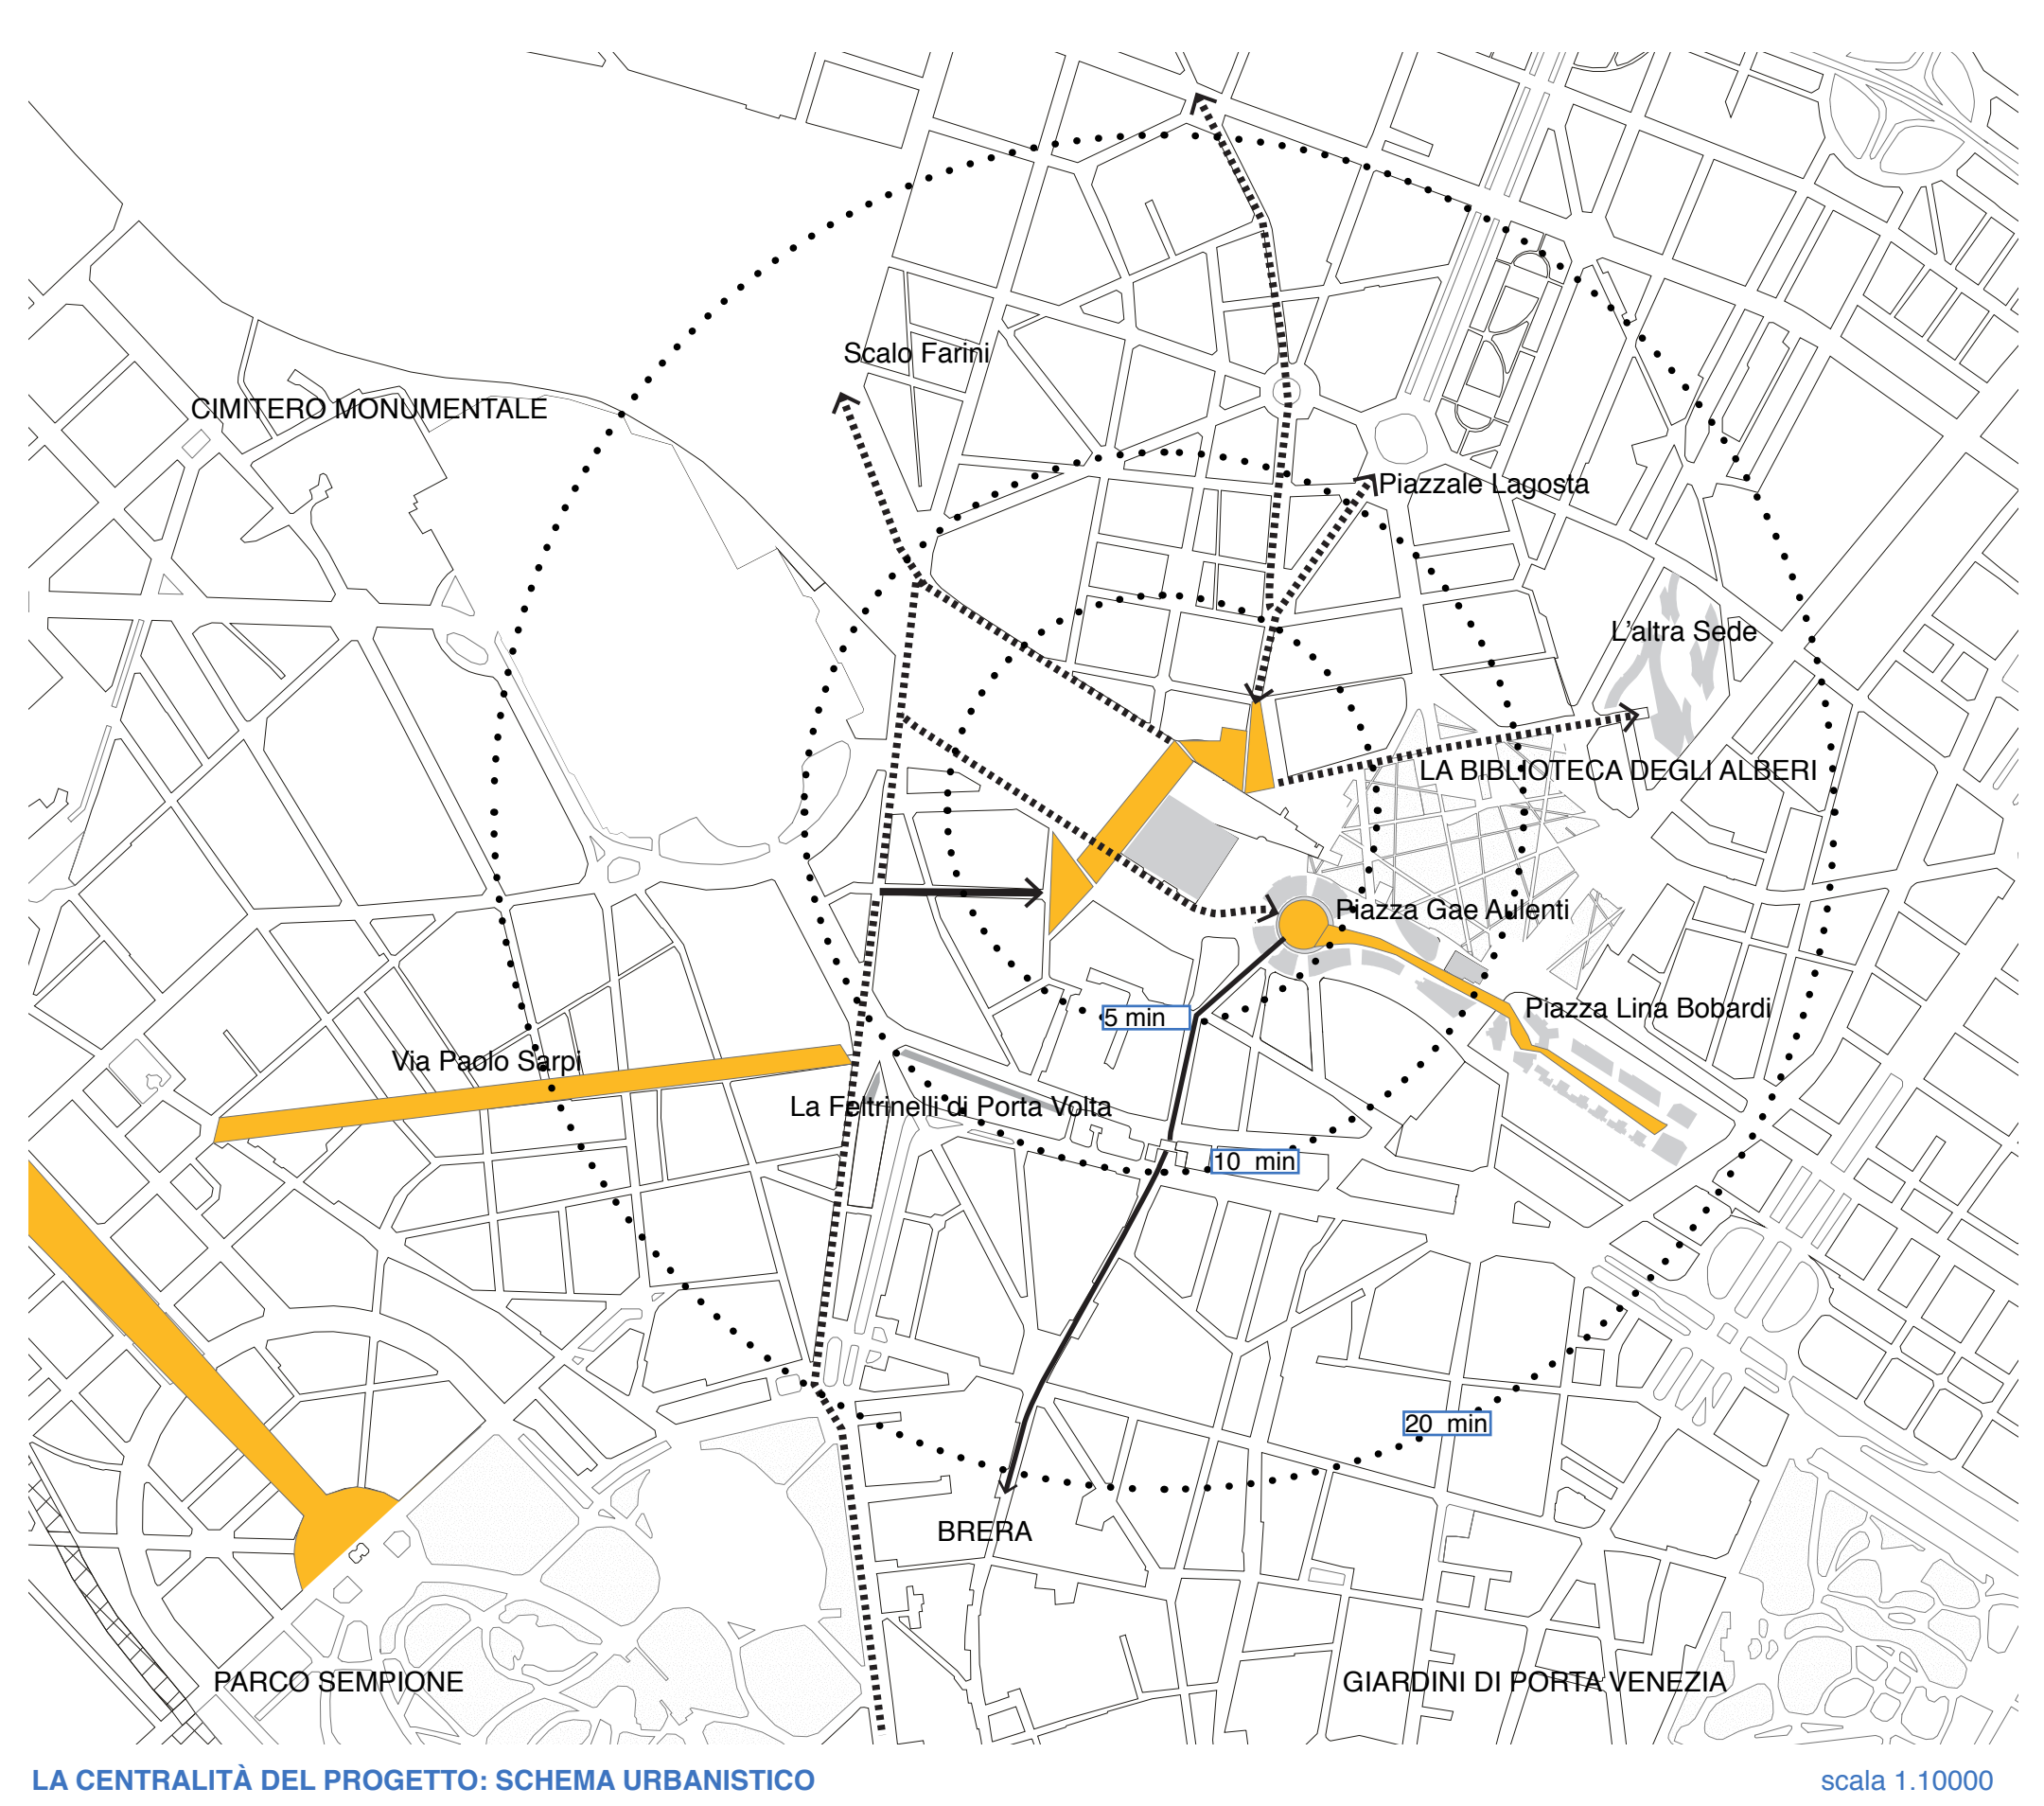 Scalo Farini
CIMITERO MONUMENTALE
Piazzale Lagosta
L'altra Sede
LA BIBLIOTECA DEGLI ALBERI
Piazza Gae Aulenti
Piazza Lina Bobardi
5 min
Via Paolo Sarpi
La Feltrinelli di Porta Volta
10 min
20 min
BRERA
PARCO SEMPIONE
GIARDINI DI PORTA VENEZIA
LA CENTRALITÀ DEL PROGETTO: SCHEMA URBANISTICO
scala 1.10000